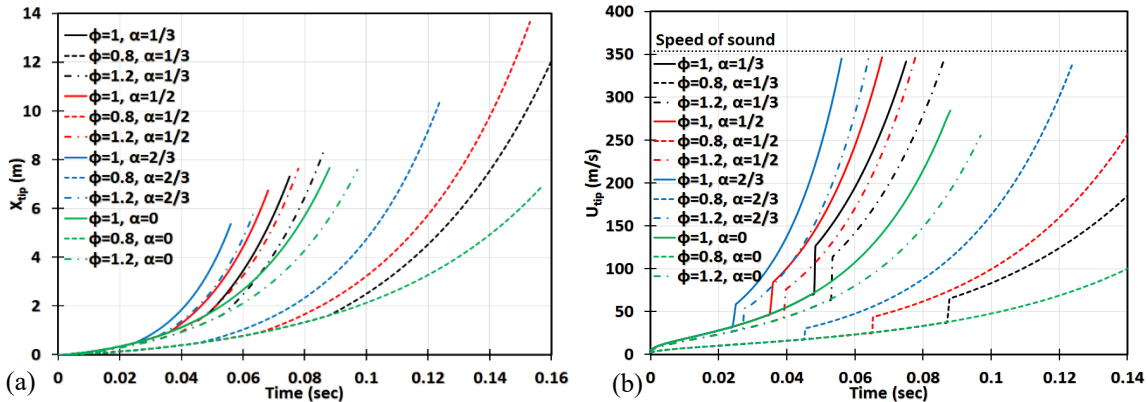 14
12
10
8
6
4
2
0
X_tip (m)
ϕ=1, α=1/3
ϕ=0.8, α=1/3
ϕ=1.2, α=1/3
ϕ=1, α=1/2
ϕ=0.8, α=1/2
ϕ=1.2, α=1/2
ϕ=1, α=2/3
ϕ=0.8, α=2/3
ϕ=1.2, α=2/3
ϕ=1, α=0
ϕ=0.8, α=0
ϕ=1.2, α=0
0 0.02 0.04 0.06 0.08 0.1 0.12 0.14 0.16
Time (sec)
(a)
400
350
300
250
200
150
100
50
0
U_tip (m/s)
Speed of sound
ϕ=1, α=1/3
ϕ=0.8, α=1/3
ϕ=1.2, α=1/3
ϕ=1, α=1/2
ϕ=0.8, α=1/2
ϕ=1.2, α=1/2
ϕ=1, α=2/3
ϕ=0.8, α=2/3
ϕ=1.2, α=2/3
ϕ=1, α=0
ϕ=0.8, α=0
ϕ=1.2, α=0
0 0.02 0.04 0.06 0.08 0.1 0.12 0.14
Time (sec)
(b)